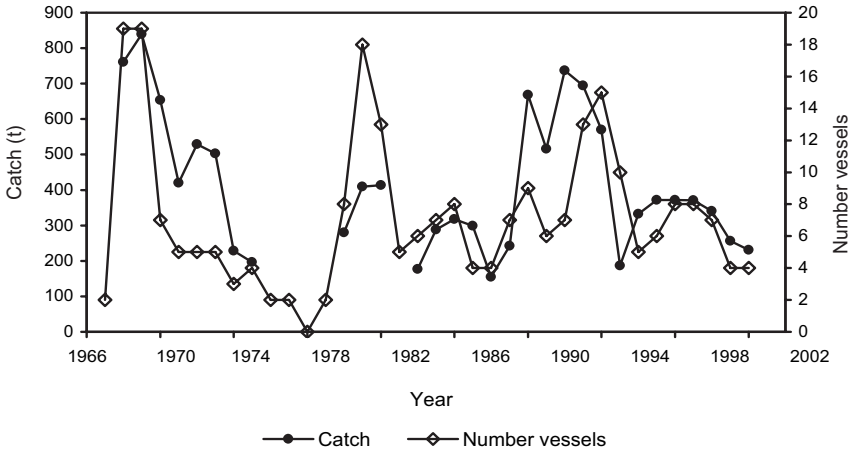 900 20
800 18
700 16
600 14
500 12
400 10
300 8
200 6
100 4
0 2
0
Catch (t)
Number vessels
1966 1970 1974 1978 1982 1986 1990 1994 1998 2002
Year
Catch Number vessels